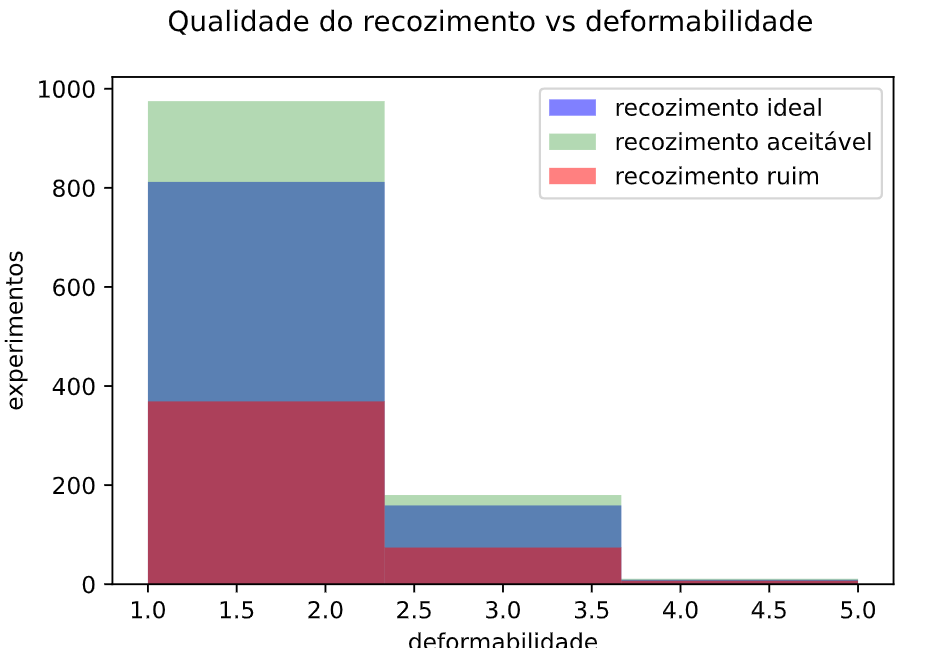 Qualidade do recozimento vs deformabilidade
1000
800
600
400
200
0
experimentos
recozimento ideal
recozimento aceitável
recozimento ruim
1.0 1.5 2.0 2.5 3.0 3.5 4.0 4.5 5.0
deformabilidade